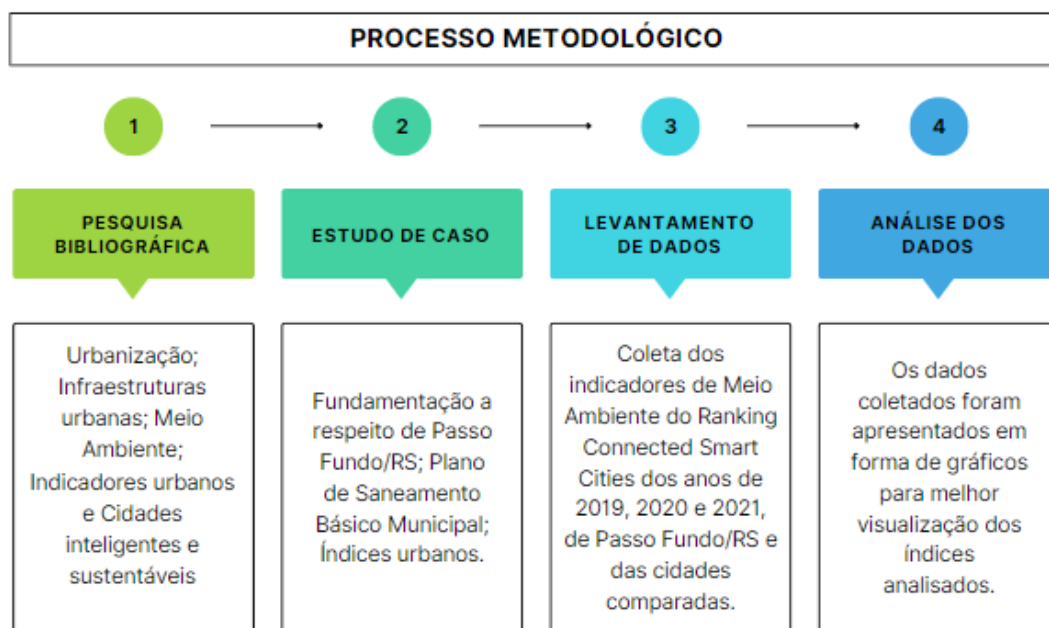 PROCESSO METODOLÓGICO
1
2
3
4
PESQUISA
BIBLIOGRÁFICA
ESTUDO DE CASO
LEVANTAMENTO
DE DADOS
ANÁLISE DOS
DADOS
Urbanização;
Infraestruturas
urbanas; Meio
Ambiente;
Indicadores urbanos
e Cidades
inteligentes e
sustentáveis
Fundamentação a
respeito de Passo
Fundo/RS; Plano
de Saneamento
Básico Municipal;
Índices urbanos.
Coleta dos
indicadores de Meio
Ambiente do Ranking
Connected Smart
Cities dos anos de
2019, 2020 e 2021,
de Passo Fundo/RS e
das cidades
comparadas.
Os dados
coletados foram
apresentados em
forma de gráficos
para melhor
visualização dos
índices
analisados.